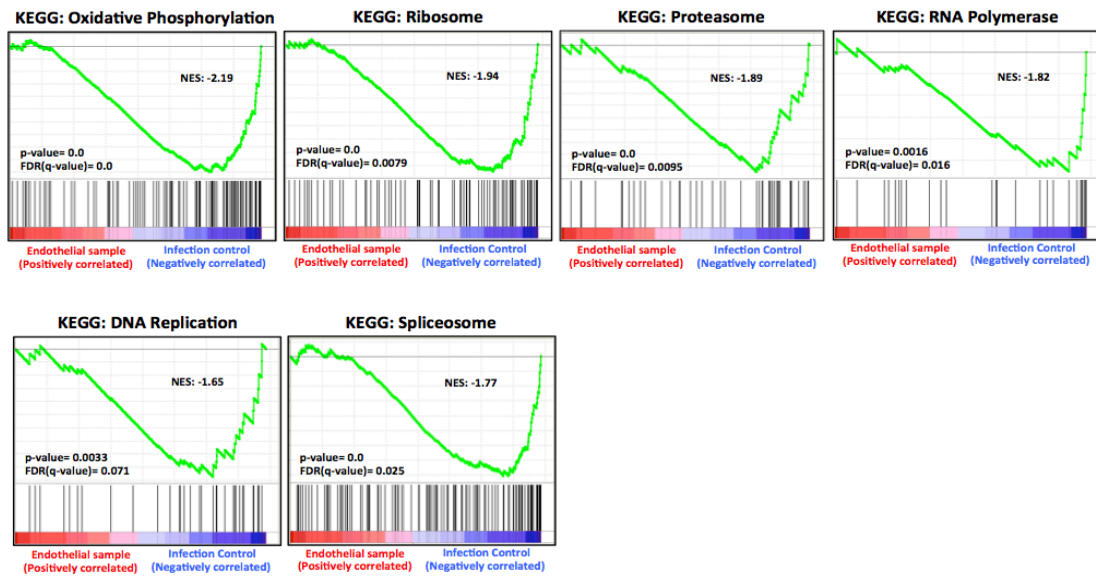 KEGG: Oxidative Phosphorylation
NES: -2.19
p-value= 0.0
FDR(q-value)= 0.0
Endothelial sample
(Positively correlated)
Infection Control
(Negatively correlated)
KEGG: Ribosome
NES: -1.94
p-value= 0.0
FDR(q-value)= 0.0079
Endothelial sample
(Positively correlated)
Infection Control
(Negatively correlated)
KEGG: Proteasome
NES: -1.89
p-value= 0.0
FDR(q-value)= 0.0095
Endothelial sample
(Positively correlated)
Infection Control
(Negatively correlated)
KEGG: RNA Polymerase
NES: -1.82
p-value= 0.0016
FDR(q-value)= 0.016
Endothelial sample
(Positively correlated)
Infection Control
(Negatively correlated)
KEGG: DNA Replication
NES: -1.65
p-value= 0.0033
FDR(q-value)= 0.071
Endothelial sample
(Positively correlated)
Infection Control
(Negatively correlated)
KEGG: Spliceosome
NES: -1.77
p-value= 0.0
FDR(q-value)= 0.025
Endothelial sample
(Positively correlated)
Infection Control
(Negatively correlated)